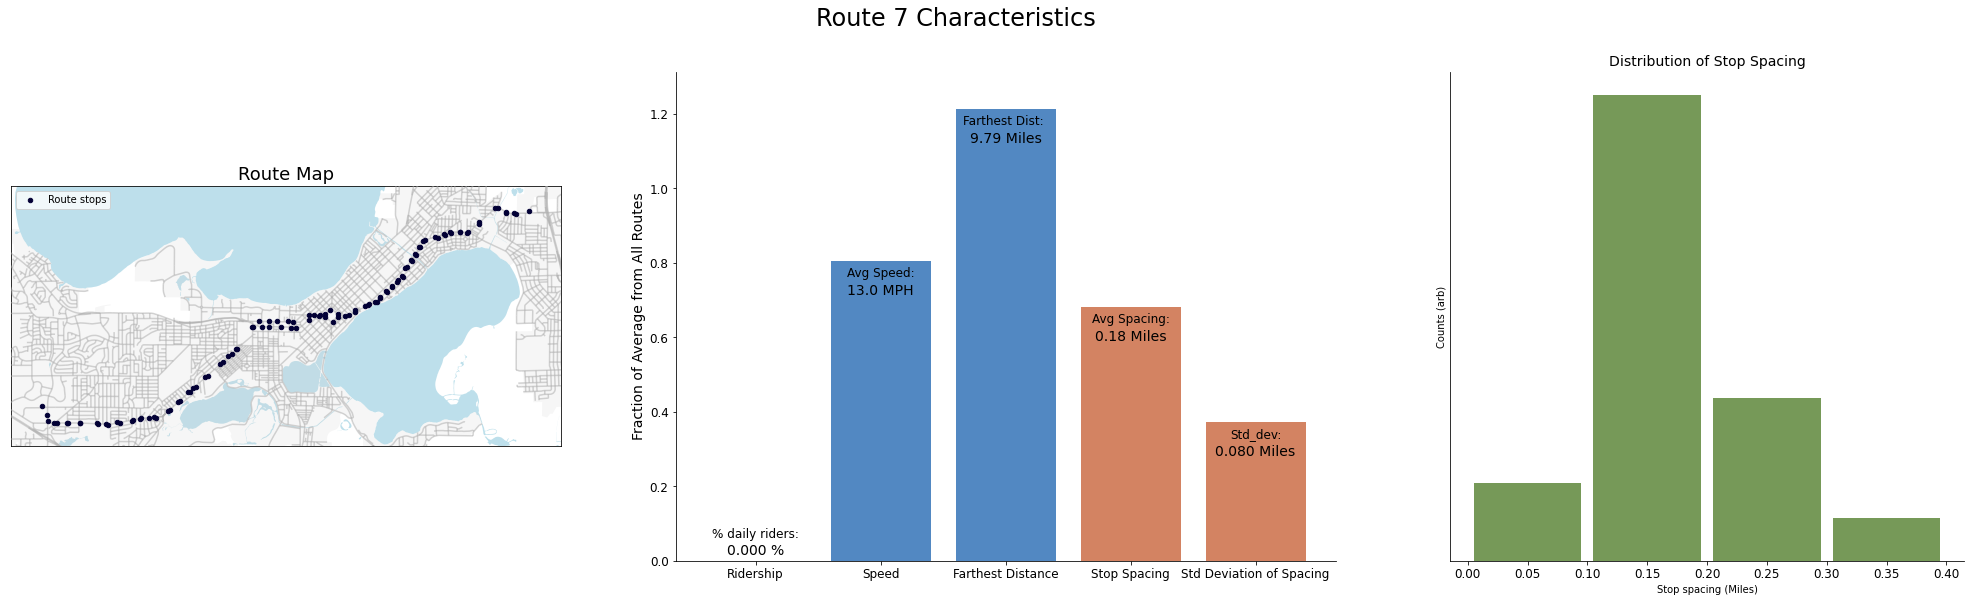 Route 7 Characteristics
Route Map
Route stops
Fraction of Average from All Routes
1.2
1.0
0.8
0.6
0.4
0.2
0.0
% daily riders:
0.000 %
Avg Speed:
13.0 MPH
Farthest Dist:
9.79 Miles
Avg Spacing:
0.18 Miles
Std_dev:
0.080 Miles
Ridership
Speed
Farthest Distance
Stop Spacing
Std Deviation of Spacing
Distribution of Stop Spacing
Counts (arb)
0.00
0.05
0.10
0.15
0.20
0.25
0.30
0.35
0.40
Stop spacing (Miles)